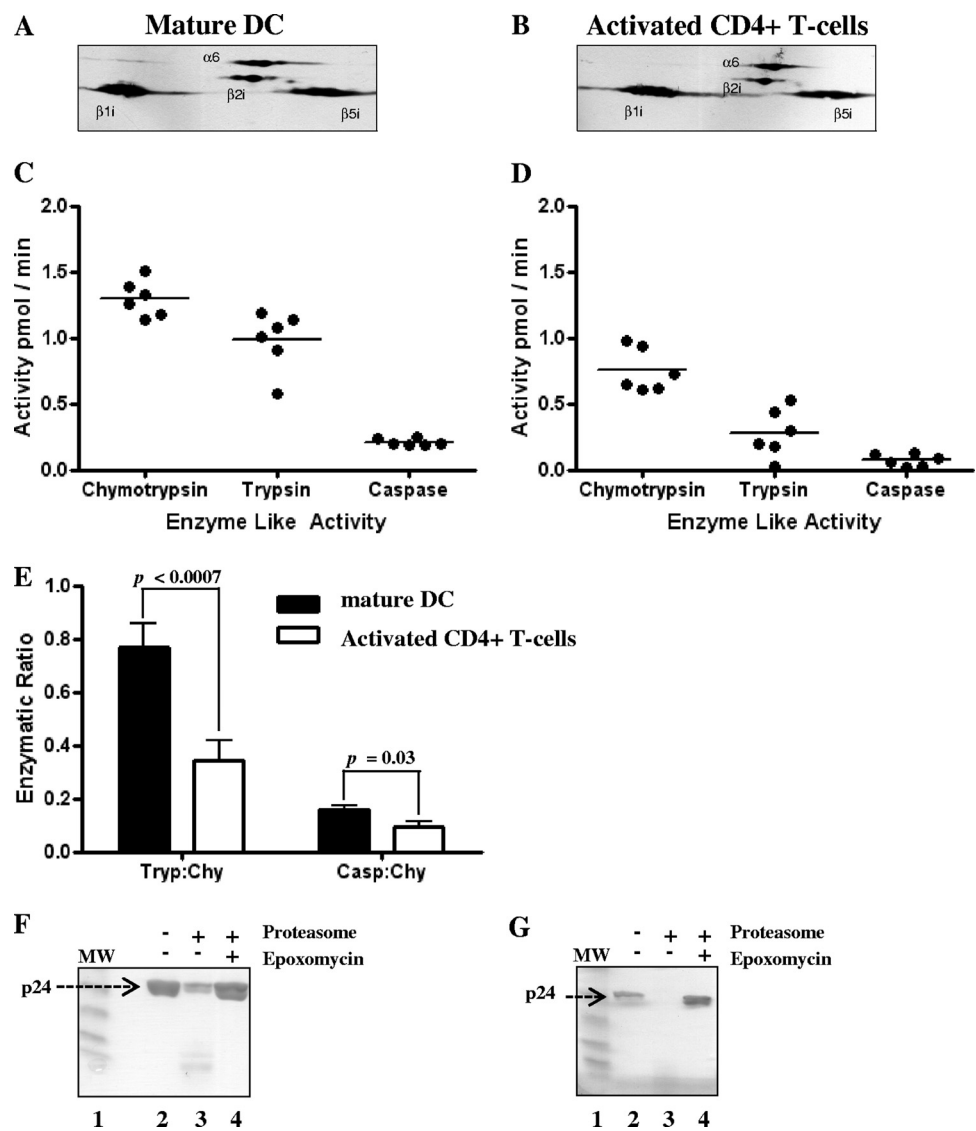 A Mature DC
α6
β2i
β1i
β5i
B Activated CD4+ T-cells
α6
β2i
β1i
β5i
C
Activity pmol / min
2.0
1.5
1.0
0.5
0.0
Chymotrypsin Trypsin Caspase
Enzyme Like Activity
D
Activity pmol / min
2.0
1.5
1.0
0.5
0.0
Chymotrypsin Trypsin Caspase
Enzyme Like Activity
E
Enzymatic Ratio
1.0
0.8
0.6
0.4
0.2
0.0
p < 0.0007
p = 0.03
mature DC
Activated CD4+ T-cells
Tryp:Chy Casp:Chy
F
- + + Proteasome
MW - - + Epoxomycin
p24
1 2 3 4
G
- + + Proteasome
MW - - + Epoxomycin
p24
1 2 3 4